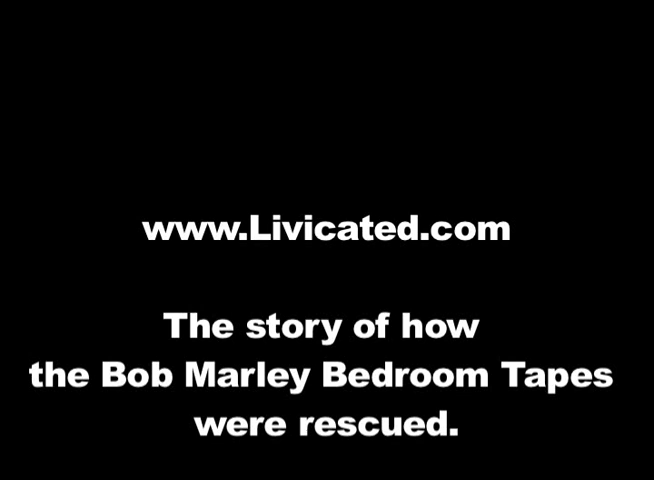 www.Livicated.com
The story of how
the Bob Marley Bedroom Tapes
were rescued.